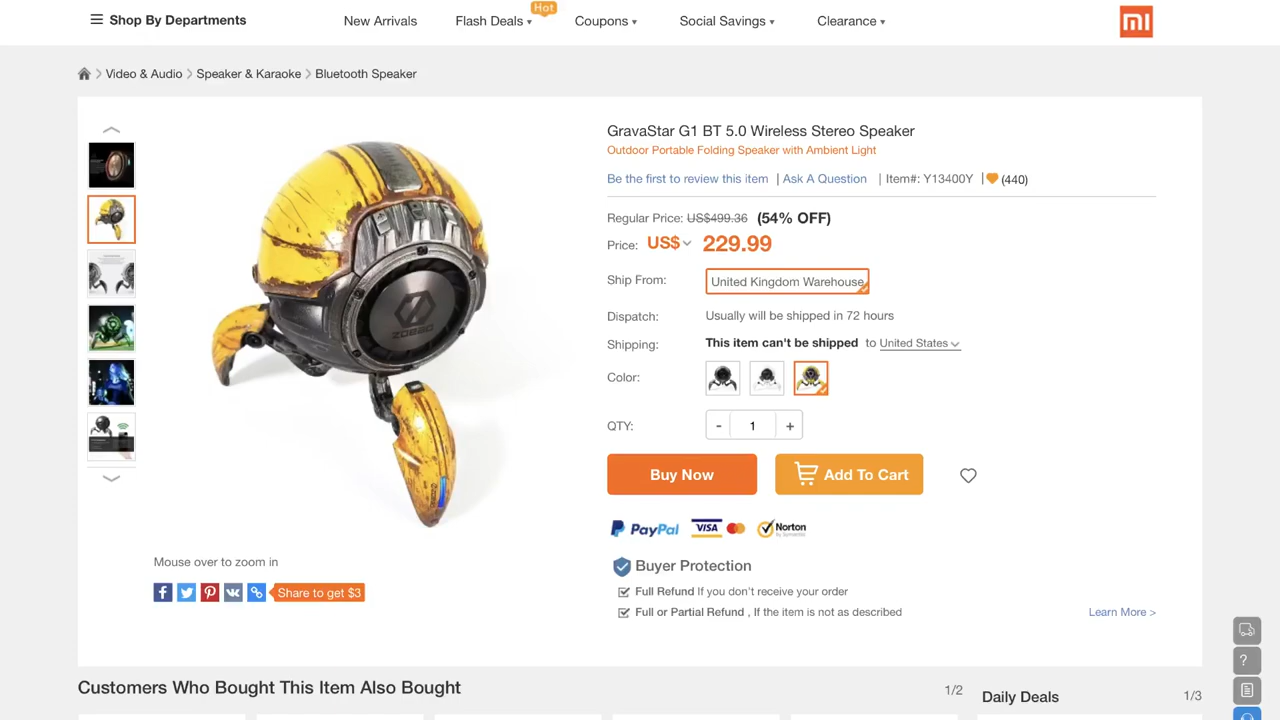 Shop By Departments
New Arrivals
Flash Deals
Hot
Coupons
Social Savings
Clearance
mi
Video & Audio
Speaker & Karaoke
Bluetooth Speaker
GravaStar G1 BT 5.0 Wireless Stereo Speaker
Outdoor Portable Folding Speaker with Ambient Light
Be the first to review this item | Ask A Question | Item#: Y13400Y | (440)
Regular Price: US$499.36 (54% OFF)
Price: US$ 229.99
Ship From: United Kingdom Warehouse
Dispatch: Usually will be shipped in 72 hours
Shipping: This item can't be shipped to United States
Color:
QTY: - 1 +
Buy Now
Add To Cart
PayPal VISA Norton
Buyer Protection
Full Refund If you don't receive your order
Full or Partial Refund , If the item is not as described
Learn More >
Mouse over to zoom in
Share to get $3
Customers Who Bought This Item Also Bought
1/2
Daily Deals
1/3
?